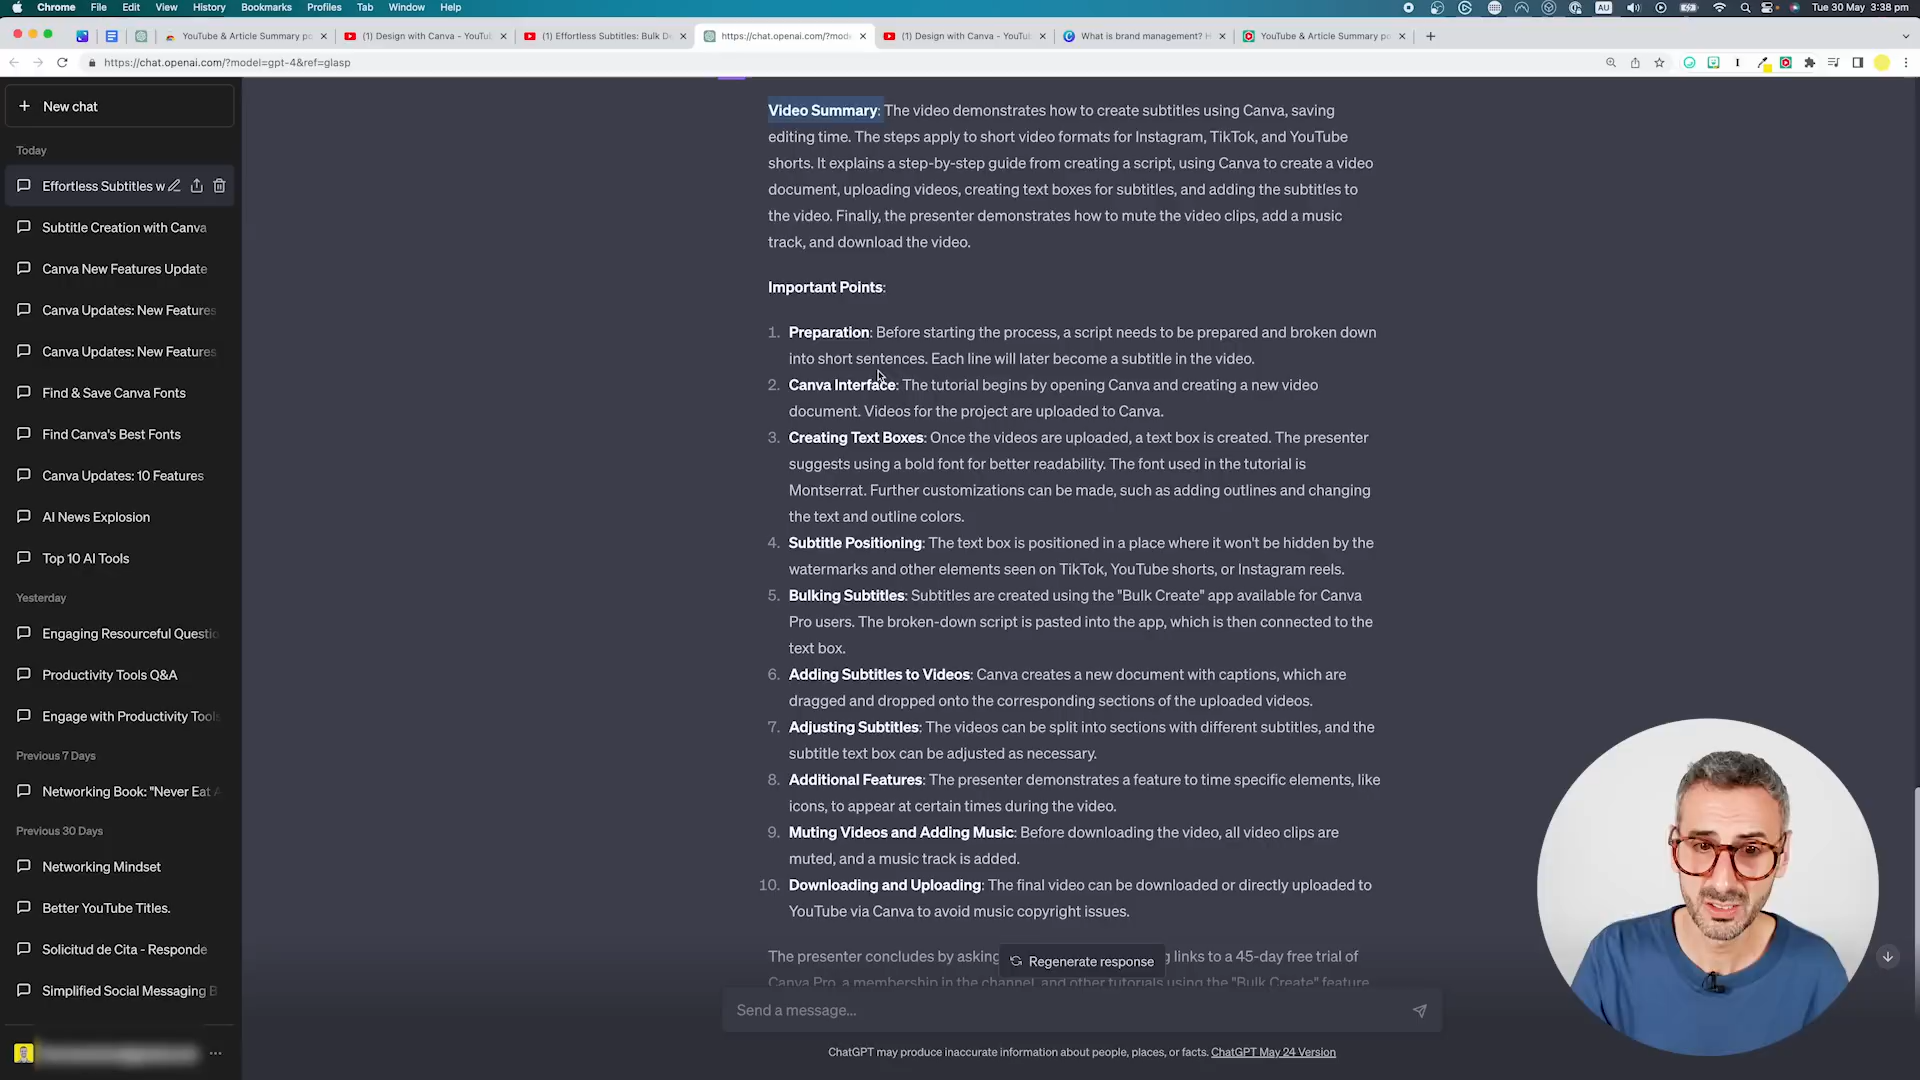 Chrome File Edit View History Bookmarks Profiles Tab Window Help AU Tue 30 May 3:38 pm
YouTube & Article Summary po
(1) Design with Canva - YouTu
(1) Effortless Subtitles: Bulk De
https://chat.openai.com/?mode
(1) Design with Canva - YouTu
What is brand management? H
YouTube & Article Summary po
https://chat.openai.com/?model=gpt-4&ref=glasp
New chat
Today
Effortless Subtitles w
Subtitle Creation with Canva
Canva New Features Update
Canva Updates: New Features
Canva Updates: New Features
Find & Save Canva Fonts
Find Canva's Best Fonts
Canva Updates: 10 Features
AI News Explosion
Top 10 AI Tools
Yesterday
Engaging Resourceful Questio
Productivity Tools Q&A
Engage with Productivity Tools
Previous 7 Days
Networking Book: "Never Eat A
Previous 30 Days
Networking Mindset
Better YouTube Titles.
Solicitud de Cita - Responde
Simplified Social Messaging B
Video Summary: The video demonstrates how to create subtitles using Canva, saving
editing time. The steps apply to short video formats for Instagram, TikTok, and YouTube
shorts. It explains a step-by-step guide from creating a script, using Canva to create a video
document, uploading videos, creating text boxes for subtitles, and adding the subtitles to
the video. Finally, the presenter demonstrates how to mute the video clips, add a music
track, and download the video.
Important Points:
1. Preparation: Before starting the process, a script needs to be prepared and broken down
into short sentences. Each line will later become a subtitle in the video.
2. Canva Interface: The tutorial begins by opening Canva and creating a new video
document. Videos for the project are uploaded to Canva.
3. Creating Text Boxes: Once the videos are uploaded, a text box is created. The presenter
suggests using a bold font for better readability. The font used in the tutorial is
Montserrat. Further customizations can be made, such as adding outlines and changing
the text and outline colors.
4. Subtitle Positioning: The text box is positioned in a place where it won't be hidden by the
watermarks and other elements seen on TikTok, YouTube shorts, or Instagram reels.
5. Bulking Subtitles: Subtitles are created using the "Bulk Create" app available for Canva
Pro users. The broken-down script is pasted into the app, which is then connected to the
text box.
6. Adding Subtitles to Videos: Canva creates a new document with captions, which are
dragged and dropped onto the corresponding sections of the uploaded videos.
7. Adjusting Subtitles: The videos can be split into sections with different subtitles, and the
subtitle text box can be adjusted as necessary.
8. Additional Features: The presenter demonstrates a feature to time specific elements, like
icons, to appear at certain times during the video.
9. Muting Videos and Adding Music: Before downloading the video, all video clips are
muted, and a music track is added.
10. Downloading and Uploading: The final video can be downloaded or directly uploaded to
YouTube via Canva to avoid music copyright issues.
The presenter concludes by asking g links to a 45-day free trial of
Regenerate response
Canva Pro, a membership in the channel, and other tutorials using the "Bulk Create" feature
Send a message...
ChatGPT may produce inaccurate information about people, places, or facts. ChatGPT May 24 Version